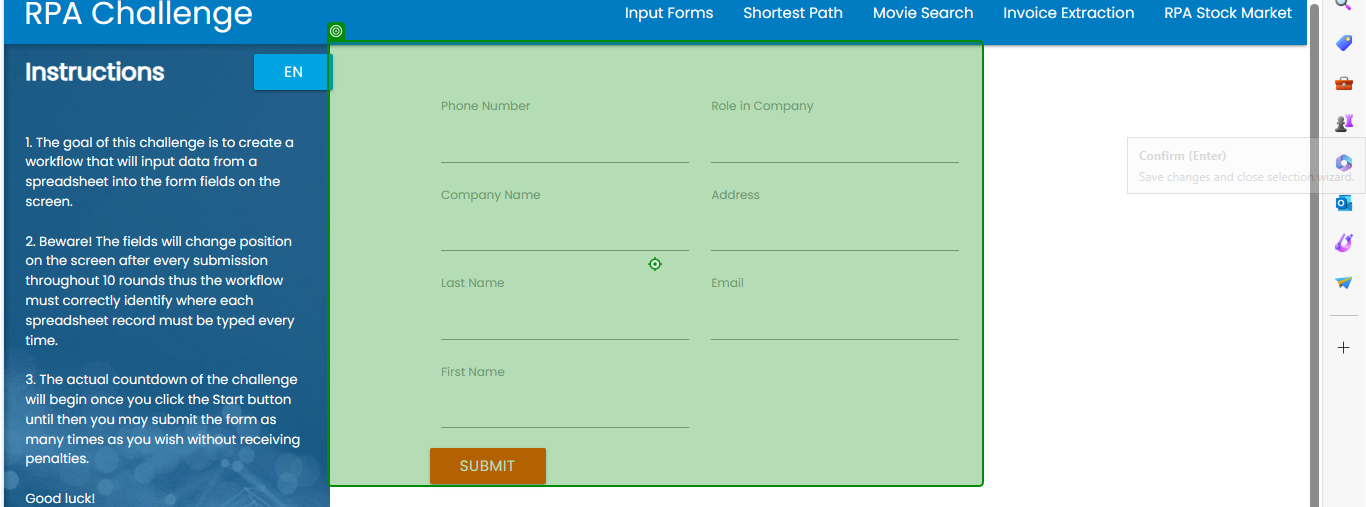 RPA Challenge
Input Forms
Shortest Path
Movie Search
Invoice Extraction
RPA Stock Market
Instructions
EN
1. The goal of this challenge is to create a
workflow that will input data from a
spreadsheet into the form fields on the
screen.
2. Beware! The fields will change position
on the screen after every submission
throughout 10 rounds thus the workflow
must correctly identify where each
spreadsheet record must be typed every
time.
3. The actual countdown of the challenge
will begin once you click the Start button
until then you may submit the form as
many times as you wish without receiving
penalties.
Good luck!
Phone Number
Role in Company
Company Name
Address
Last Name
Email
First Name
SUBMIT
Confirm (Enter)
Save changes and close selection wizard.